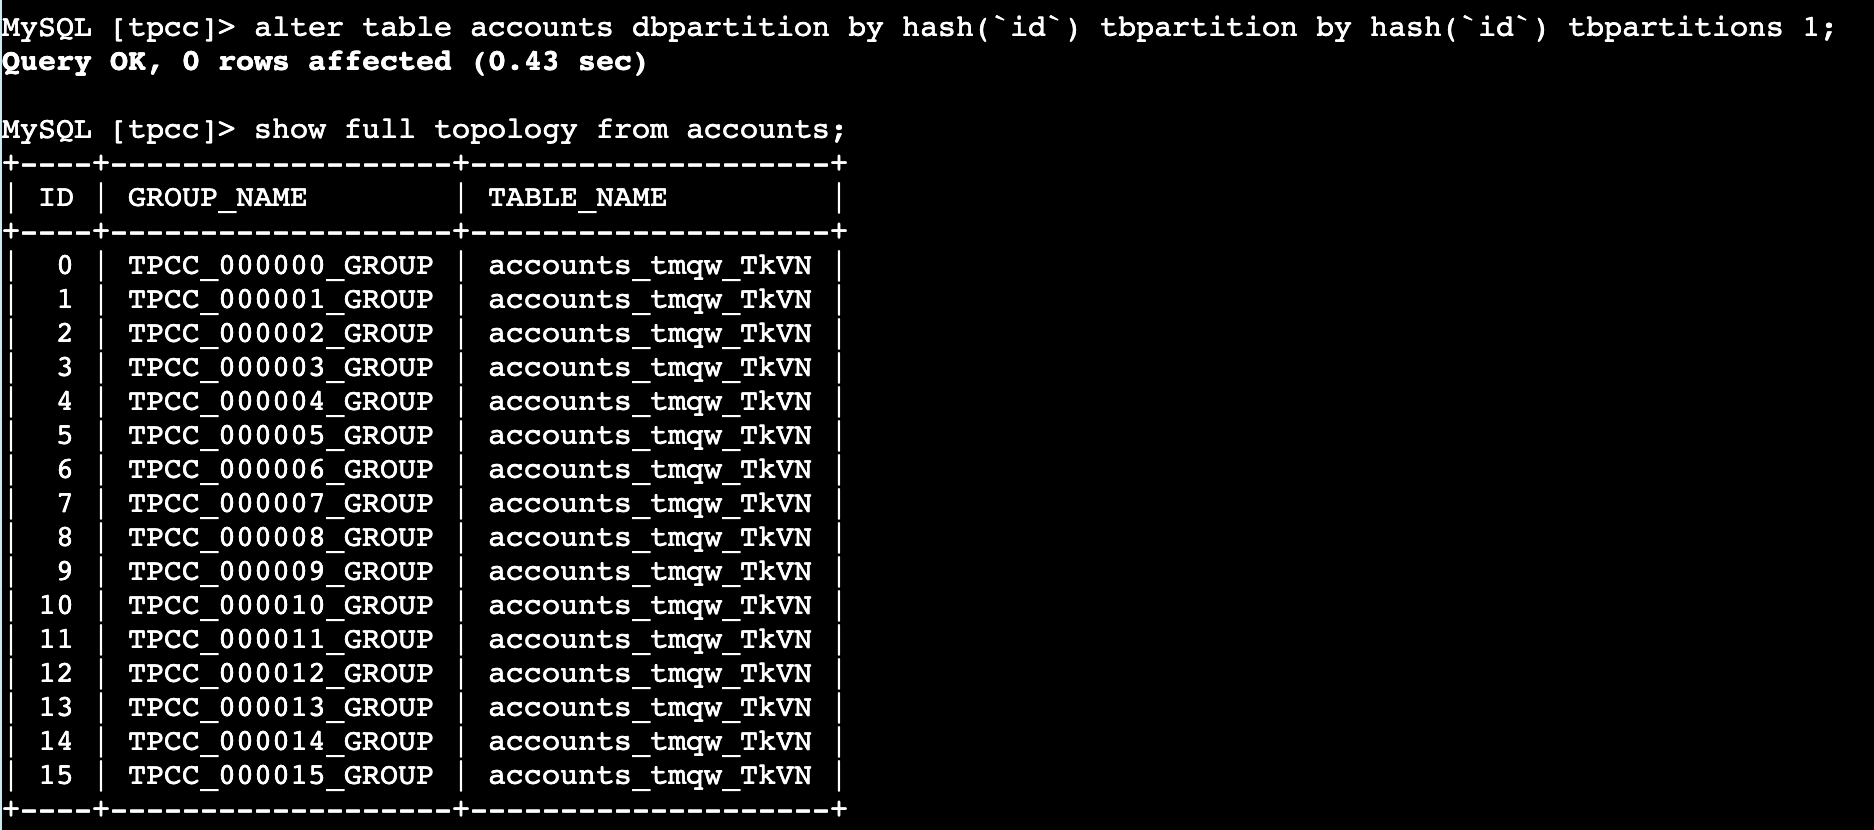 MySQL [tpcc]> alter table accounts dbpartition by hash(`id`) tbpartition by hash(`id`) tbpartitions 1;
Query OK, 0 rows affected (0.43 sec)
MySQL [tpcc]> show full topology from accounts;
+----+-------------------+--------------------+
| ID | GROUP_NAME        | TABLE_NAME         |
+----+-------------------+--------------------+
|  0 | TPCC_000000_GROUP | accounts_tmqw_TkVN |
|  1 | TPCC_000001_GROUP | accounts_tmqw_TkVN |
|  2 | TPCC_000002_GROUP | accounts_tmqw_TkVN |
|  3 | TPCC_000003_GROUP | accounts_tmqw_TkVN |
|  4 | TPCC_000004_GROUP | accounts_tmqw_TkVN |
|  5 | TPCC_000005_GROUP | accounts_tmqw_TkVN |
|  6 | TPCC_000006_GROUP | accounts_tmqw_TkVN |
|  7 | TPCC_000007_GROUP | accounts_tmqw_TkVN |
|  8 | TPCC_000008_GROUP | accounts_tmqw_TkVN |
|  9 | TPCC_000009_GROUP | accounts_tmqw_TkVN |
| 10 | TPCC_000010_GROUP | accounts_tmqw_TkVN |
| 11 | TPCC_000011_GROUP | accounts_tmqw_TkVN |
| 12 | TPCC_000012_GROUP | accounts_tmqw_TkVN |
| 13 | TPCC_000013_GROUP | accounts_tmqw_TkVN |
| 14 | TPCC_000014_GROUP | accounts_tmqw_TkVN |
| 15 | TPCC_000015_GROUP | accounts_tmqw_TkVN |
+----+-------------------+--------------------+